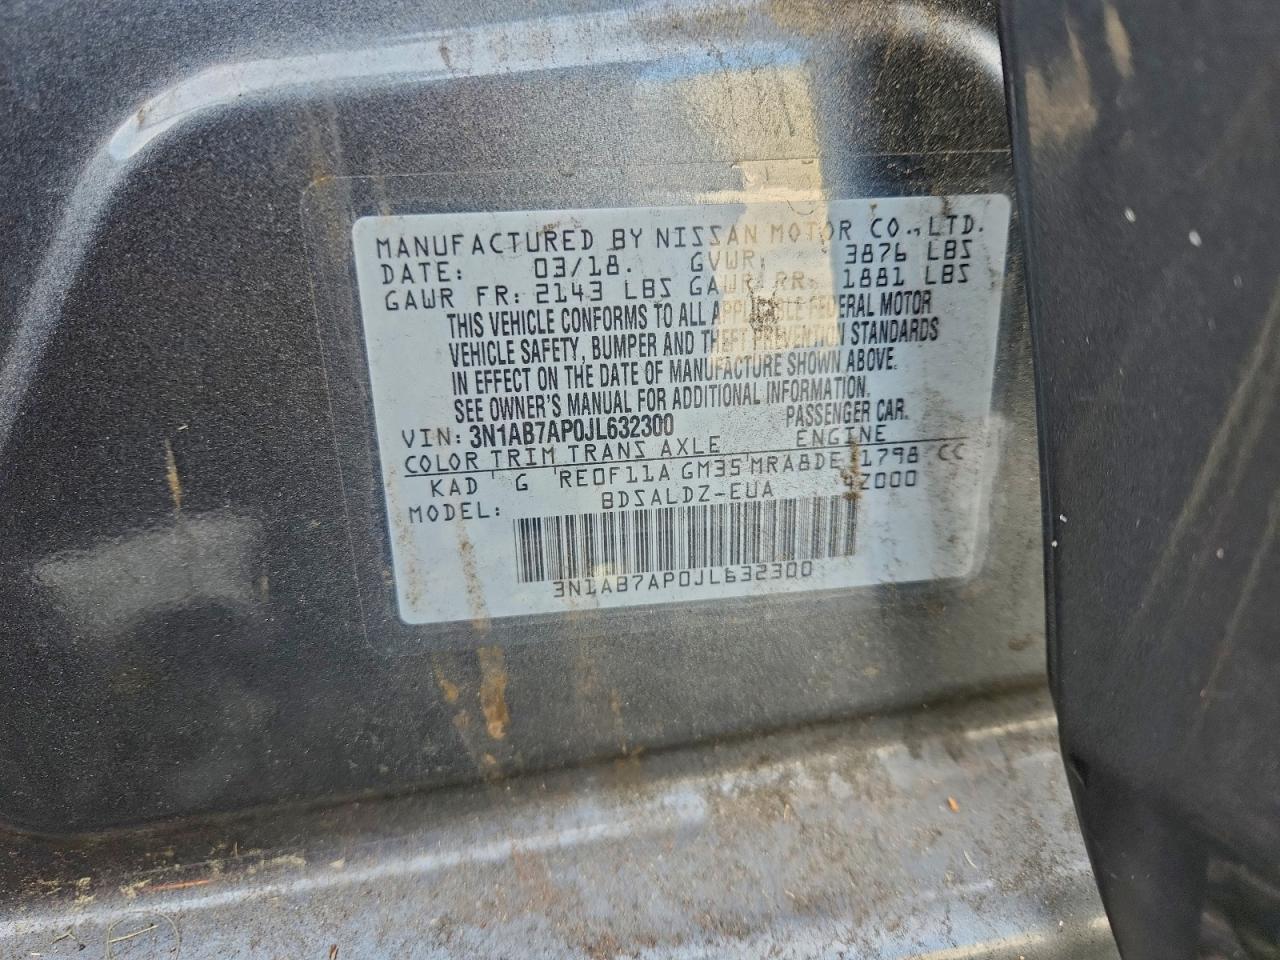 MANUFACTURED BY NISSAN MOTOR CO., LTD.
DATE: 03/18. GVWR: 3876 LBS
GAWR FR: 2143 LBS GAWR RR: 1881 LBS
THIS VEHICLE CONFORMS TO ALL APPLICABLE FEDERAL MOTOR
VEHICLE SAFETY, BUMPER AND THEFT PREVENTION STANDARDS
IN EFFECT ON THE DATE OF MANUFACTURE SHOWN ABOVE.
SEE OWNER'S MANUAL FOR ADDITIONAL INFORMATION.
VIN: 3N1AB7AP0JL632300 PASSENGER CAR.
COLOR TRIM TRANS AXLE ENGINE
KAD G RE0F11A GM35 MRA8DE 1798 CC
MODEL: BDSALDZ-EUA 4Z000
3N1AB7AP0JL632300